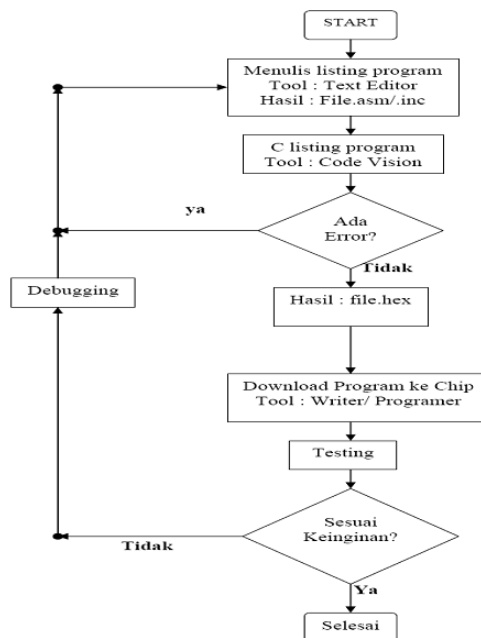 START
Menulis listing program
Tool : Text Editor
Hasil : File.asm/.inc
C listing program
Tool : Code Vision
ya
Ada
Error?
Tidak
Debugging
Hasil : file.hex
Download Program ke Chip
Tool : Writer/ Programer
Testing
Sesuai
Keinginan?
Tidak
Ya
Selesai